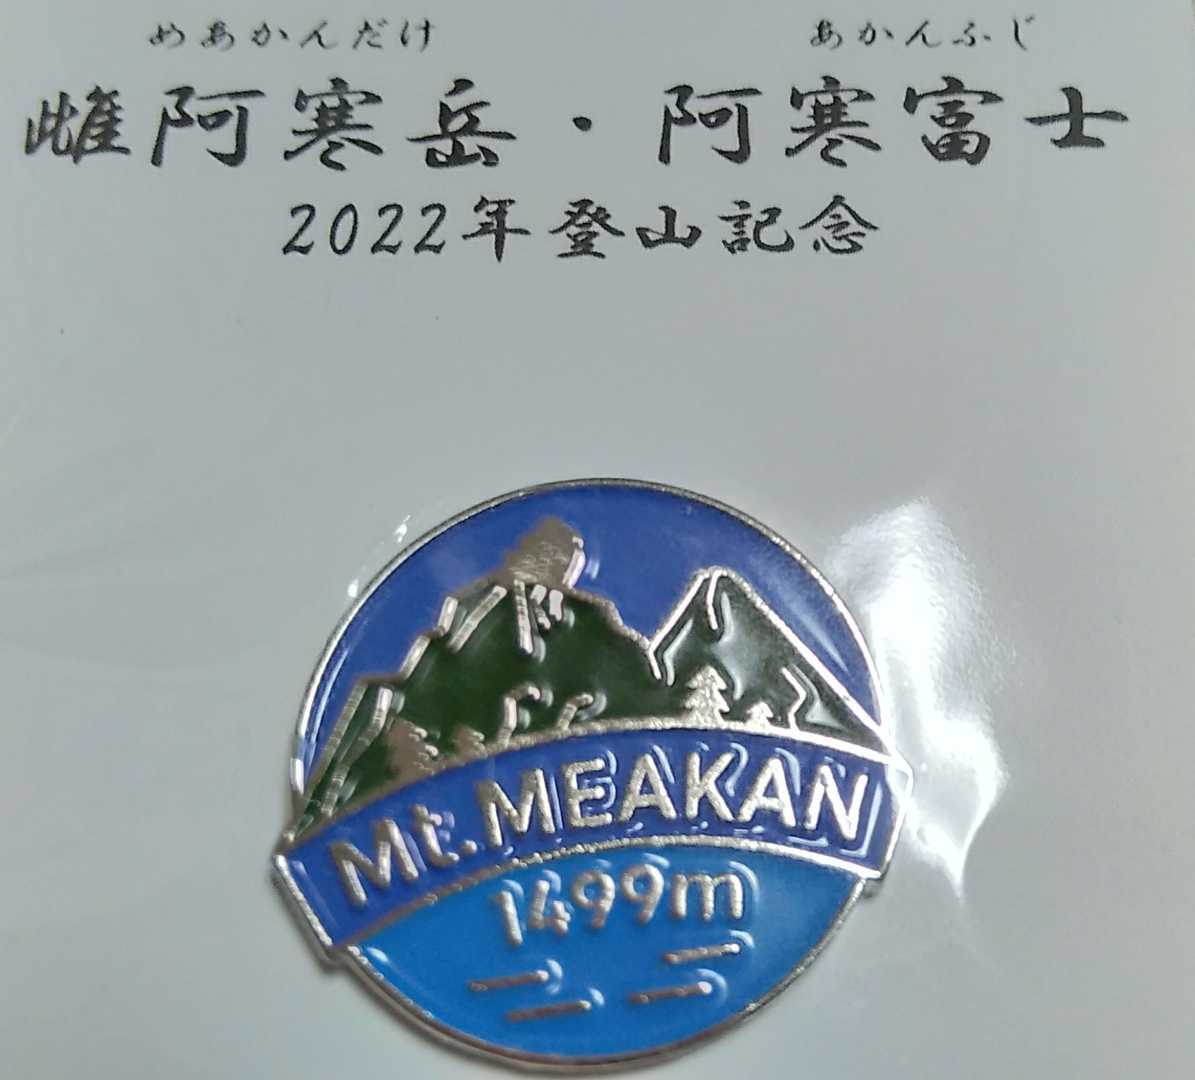 めあかんだけ あかんふじ
雌阿寒岳・阿寒富士
2022年登山記念
Mt. MEAKAN
1499m